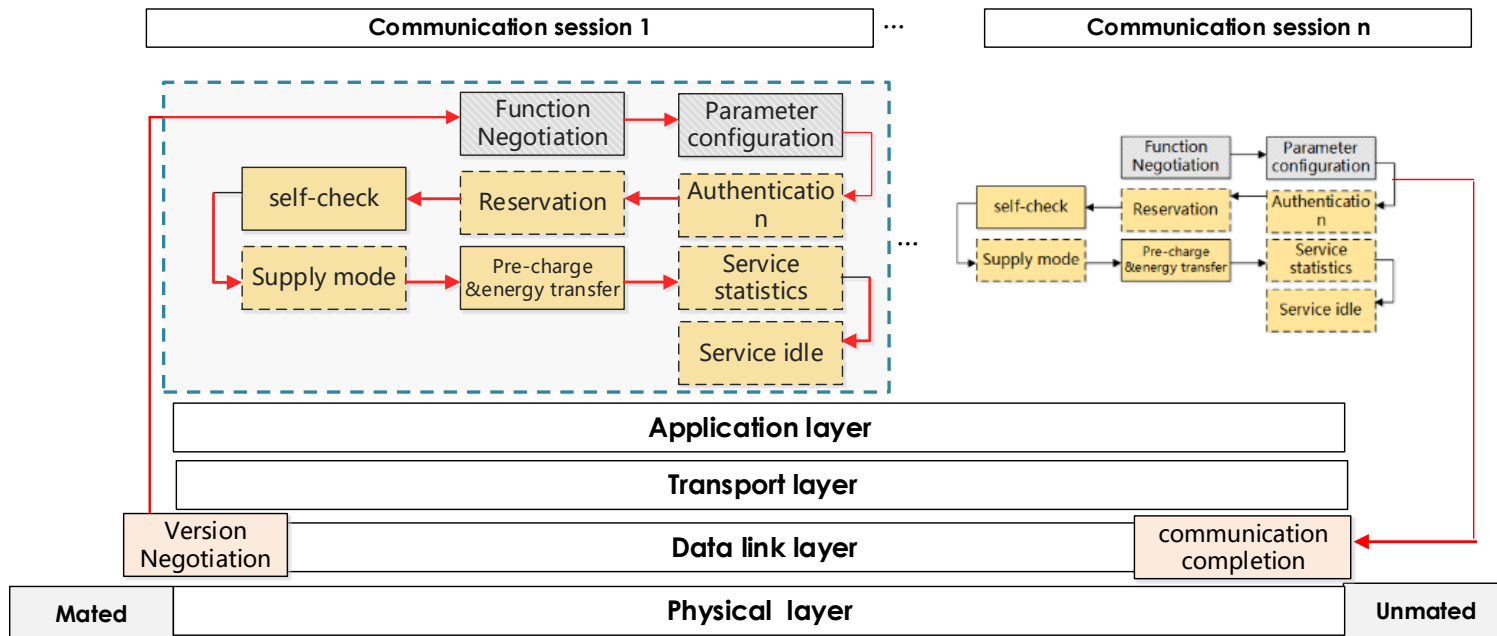 Communication session 1
...
Communication session n
Function
Negotiation
Parameter
configuration
self-check
Reservation
Authenticatio
n
Supply mode
Pre-charge
&energy transfer
Service
statistics
Service idle
...
Function
Negotiation
Parameter
configuration
self-check
Reservation
Authenticatio
n
Supply mode
Pre-charge
&energy transfer
Service
statistics
Service idle
Application layer
Transport layer
Version
Negotiation
Data link layer
communication
completion
Mated
Physical layer
Unmated